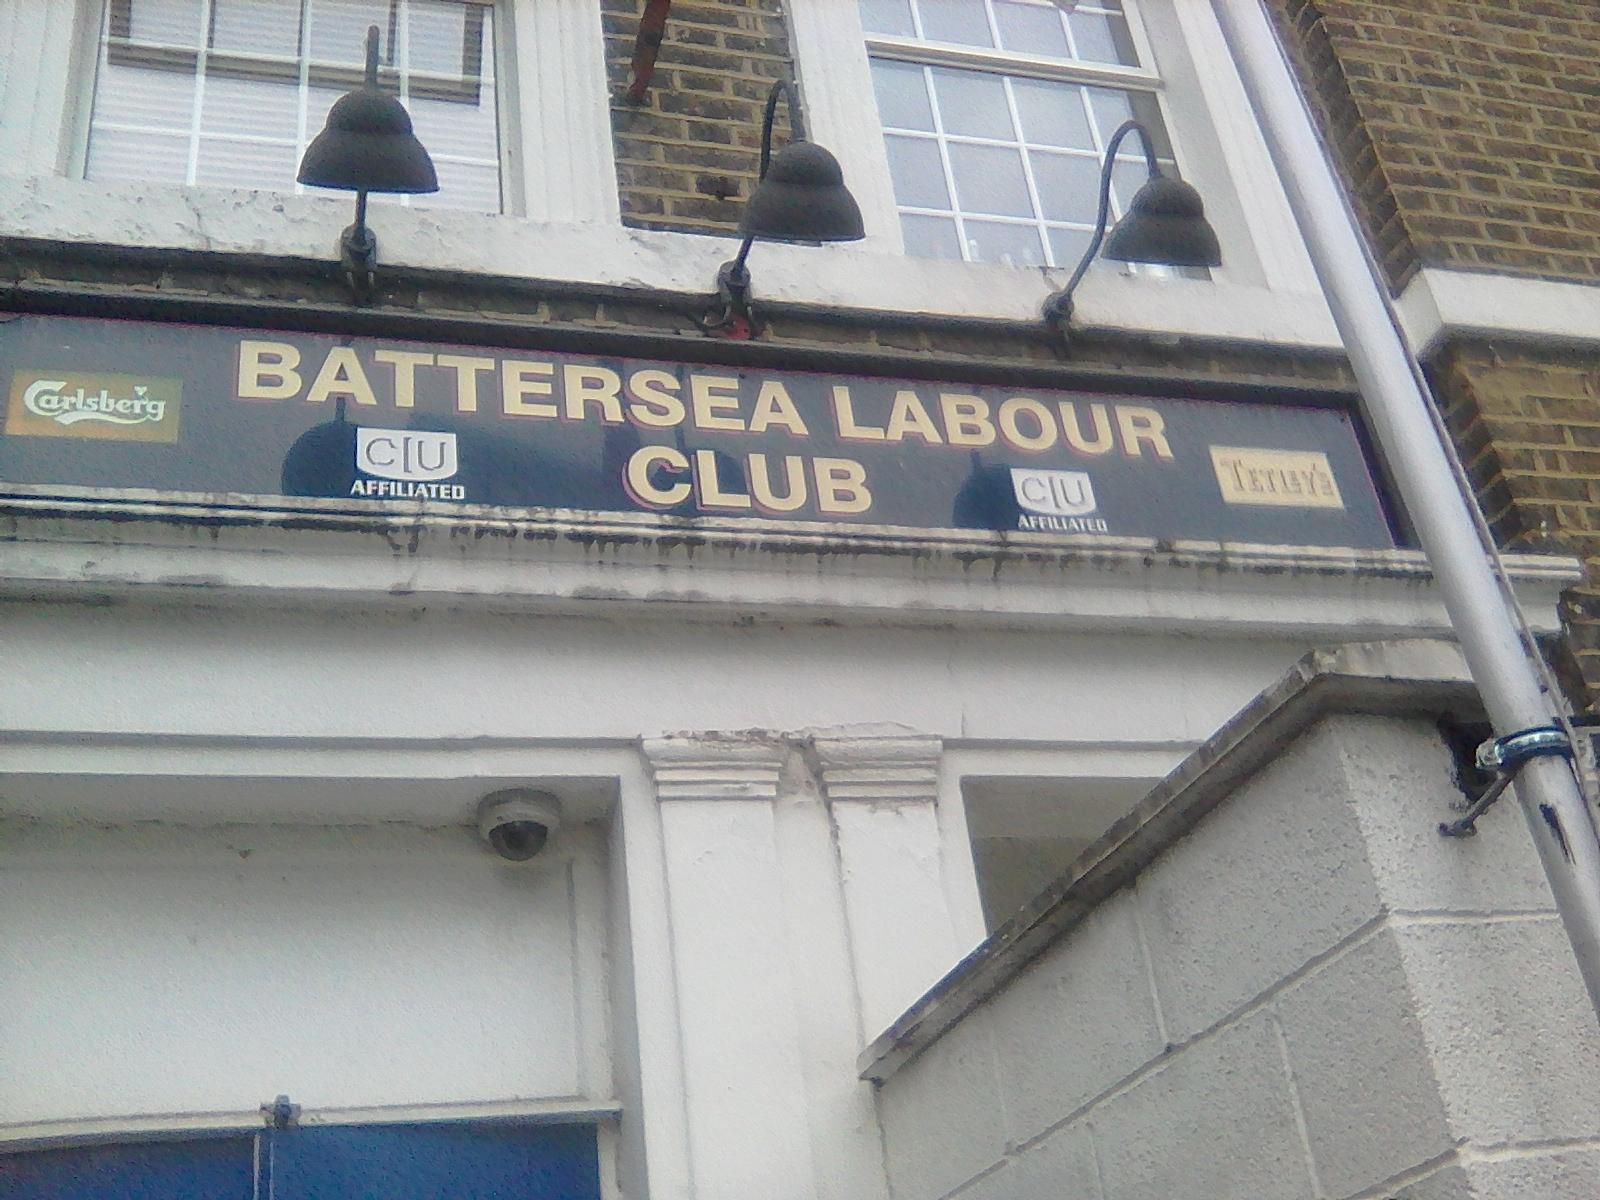 Carlsberg
BATTERSEA LABOUR
CLUB
CIU
AFFILIATED
CIU
AFFILIATED
TETLEY'S